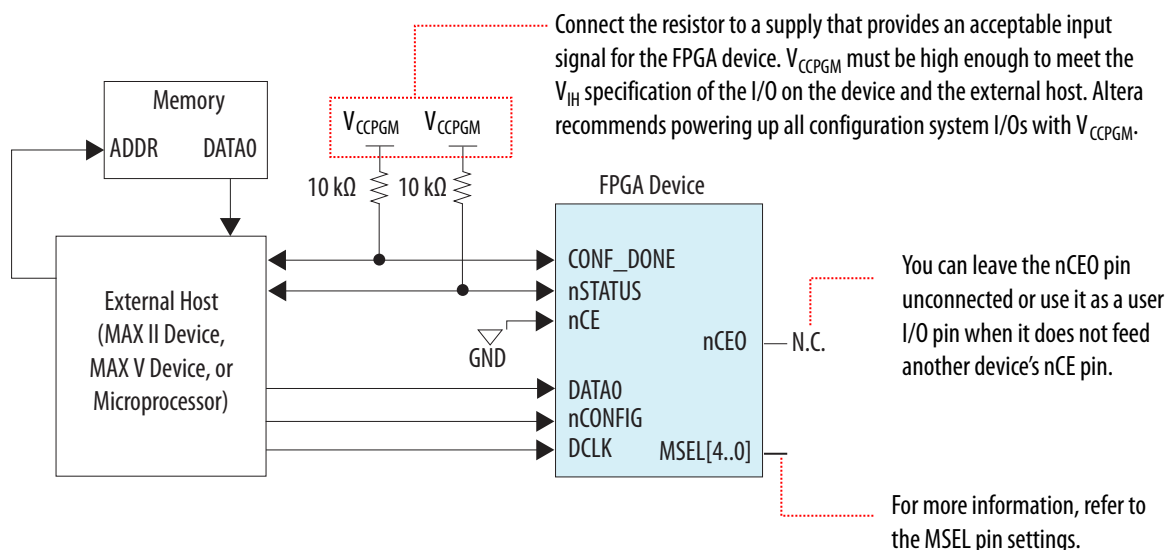 Connect the resistor to a supply that provides an acceptable input
signal for the FPGA device. VCCPGM must be high enough to meet the
VIH specification of the I/O on the device and the external host. Altera
recommends powering up all configuration system I/Os with VCCPGM.
Memory
ADDR DATA0
VCCPGM VCCPGM
10 kΩ 10 kΩ
FPGA Device
External Host
(MAX II Device,
MAX V Device, or
Microprocessor)
CONF_DONE
nSTATUS
nCE
GND
nCEO
N.C.
DATA0
nCONFIG
DCLK
MSEL[4..0]
You can leave the nCEO pin
unconnected or use it as a user
I/O pin when it does not feed
another device's nCE pin.
For more information, refer to
the MSEL pin settings.